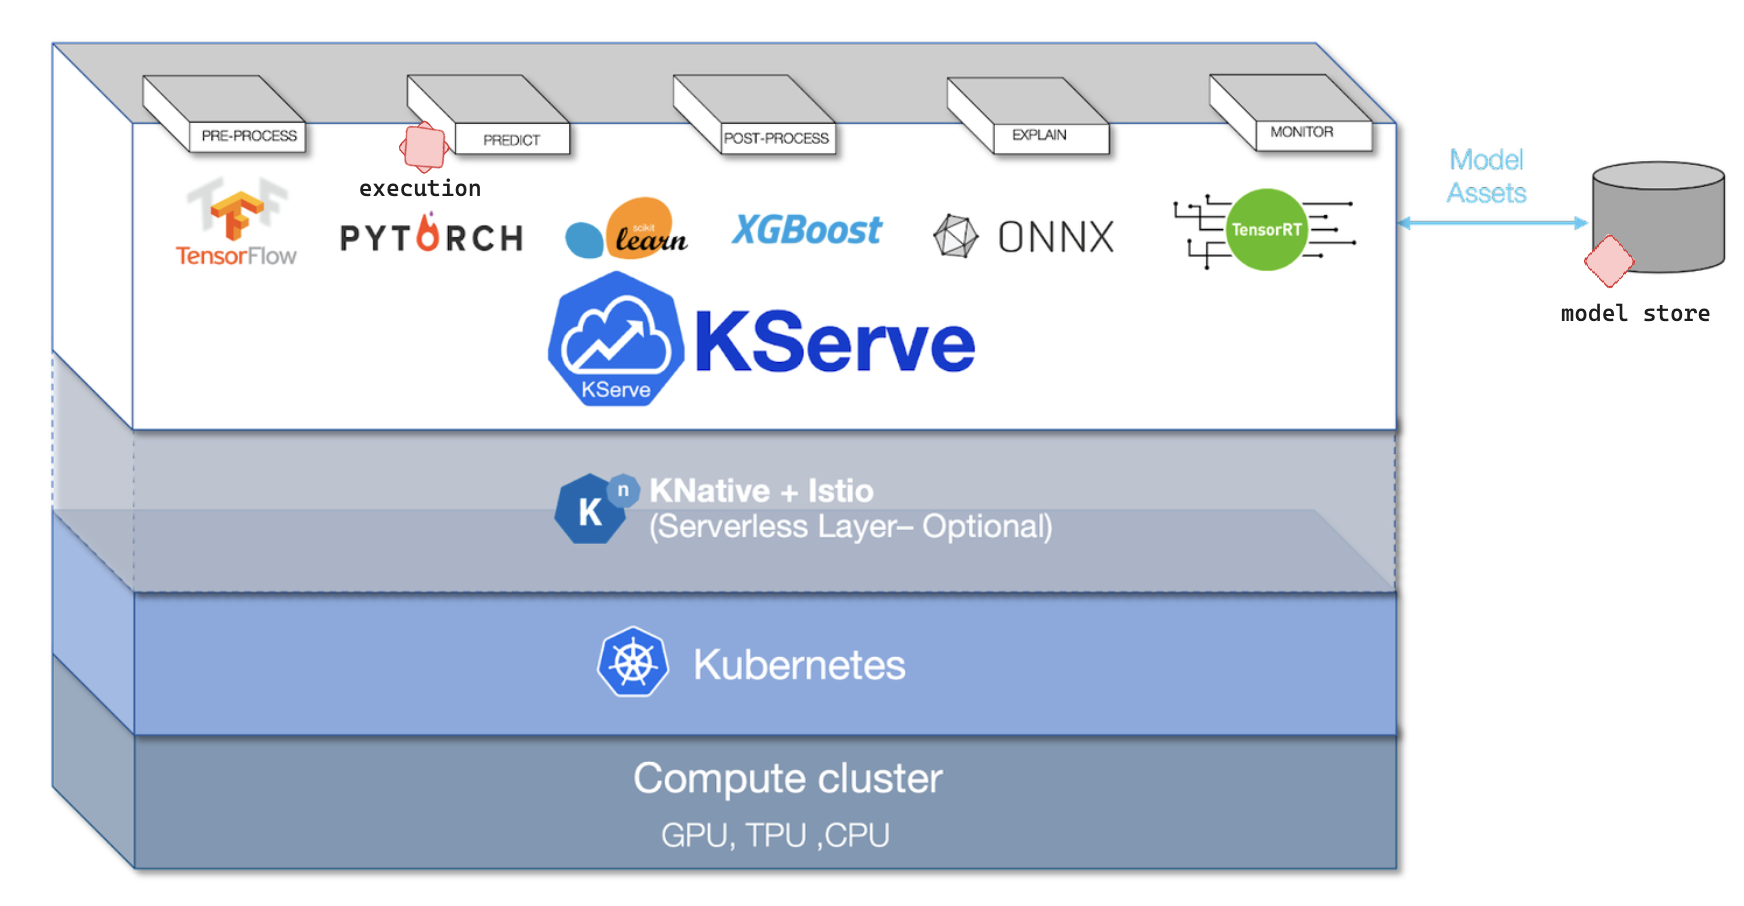 PRE-PROCESS
PREDICT
POST-PROCESS
EXPLAIN
MONITOR
execution
Model
Assets
model store
TF
TensorFlow
PYTORCH
scikit
learn
XGBoost
ONNX
TensorRT
KServe
KServe
K
n
KNative + Istio
(Serverless Layer– Optional)
Kubernetes
Compute cluster
GPU, TPU ,CPU